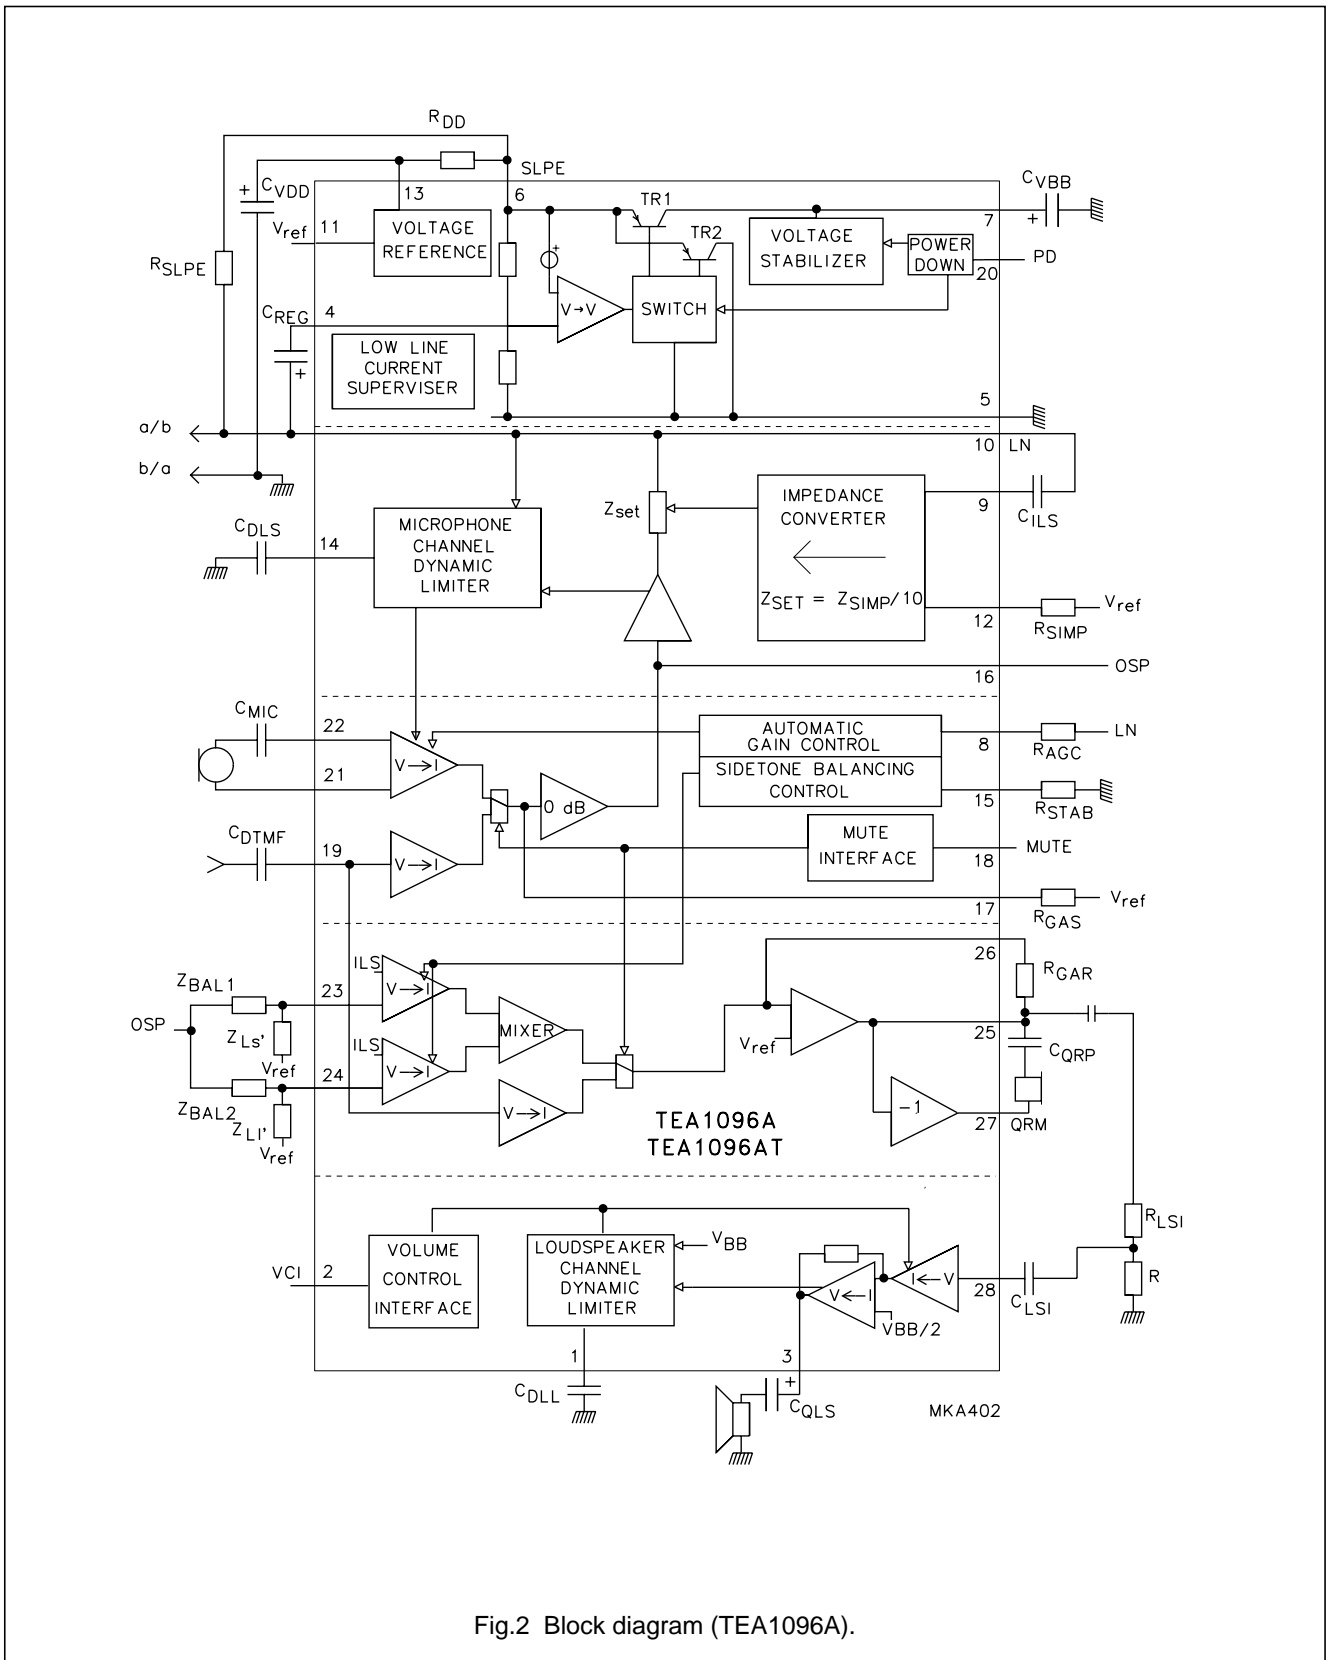 RDD
SLPE
CVDD
13
6
TR1
CVBB
+
Vref
11
VOLTAGE
REFERENCE
+
TR2
VOLTAGE
STABILIZER
7
+
POWER
DOWN
PD
20
RSLPE
CREG
4
V→V
SWITCH
+
LOW LINE
CURRENT
SUPERVISER
5
a/b
10
LN
b/a
Zset
IMPEDANCE
CONVERTER
9
CILS
CDLS
14
MICROPHONE
CHANNEL
DYNAMIC
LIMITER
ZSET = ZSIMP/10
Vref
12
RSIMP
OSP
16
CMIC
22
AUTOMATIC
GAIN CONTROL
8
RAGC
LN
V→I
21
SIDETONE BALANCING
CONTROL
15
RSTAB
0 dB
CDTMF
19
V→I
MUTE
INTERFACE
MUTE
18
17
RGAS
Vref
ILS
26
RGAR
ZBAL1
23
V→I
OSP
MIXER
ZLs'
ILS
Vref
Vref
25
CQRP
24
V→I
ZBAL2
ZLl'
Vref
V→I
-1
27
QRM
TEA1096A
TEA1096AT
RLSI
VOLUME
CONTROL
INTERFACE
LOUDSPEAKER
CHANNEL
DYNAMIC
LIMITER
VBB
VCI
2
I←V
V←I
28
CLSI
R
VBB/2
1
3
CDLL
+
CQLS
MKA402
Fig.2 Block diagram (TEA1096A).